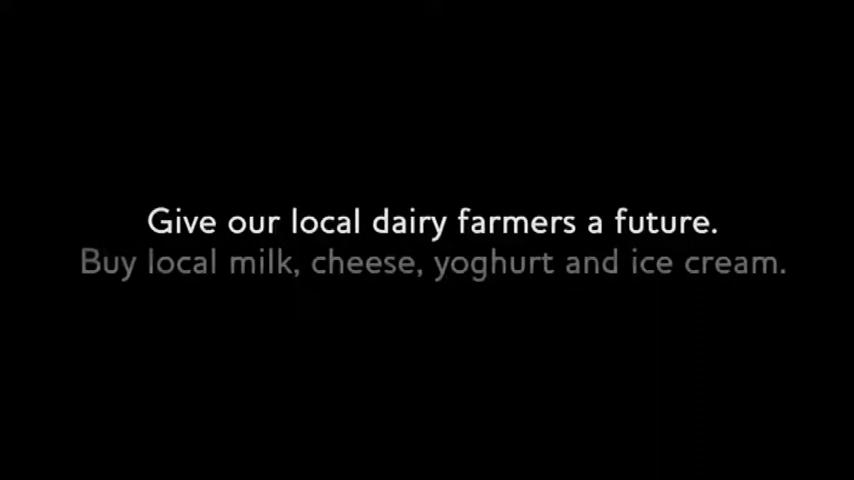 Give our local dairy farmers a future.
Buy local milk, cheese, yoghurt and ice cream.